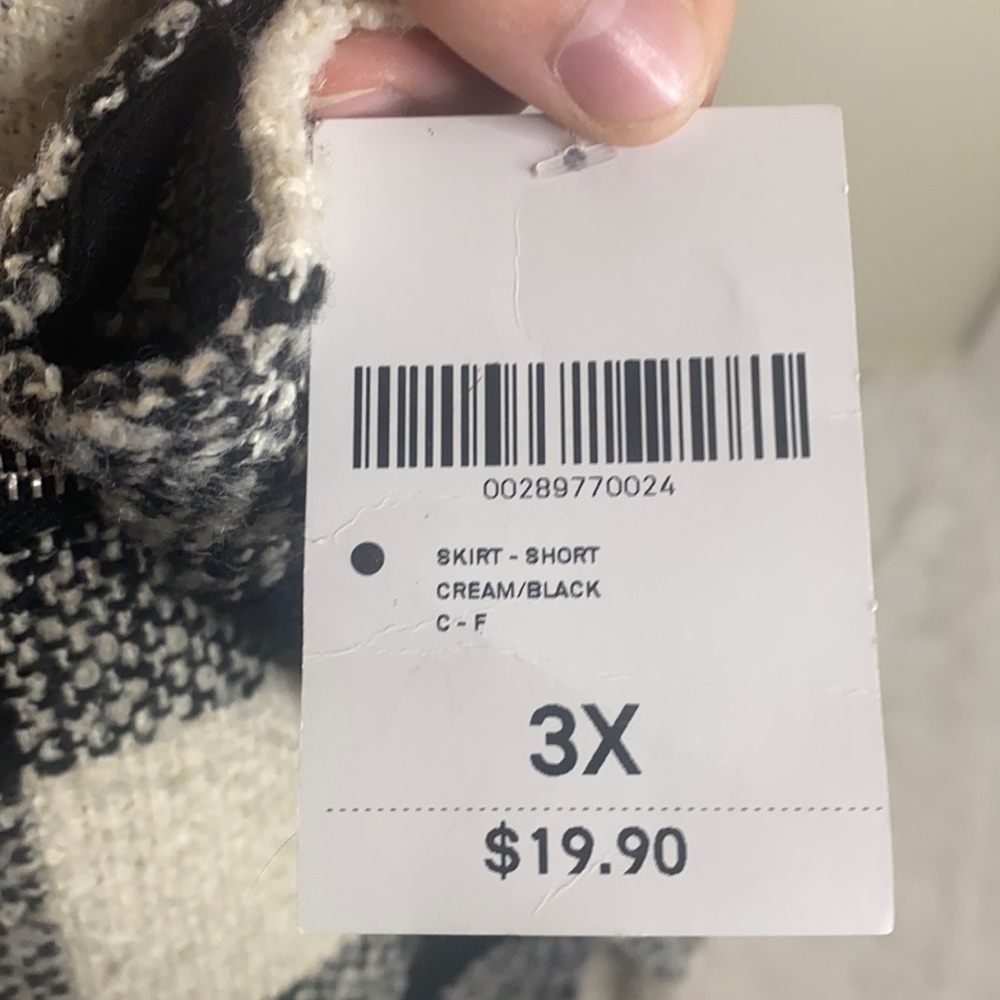 00289770024
SKIRT - SHORT
CREAM/BLACK
C - F
3X
$19.90